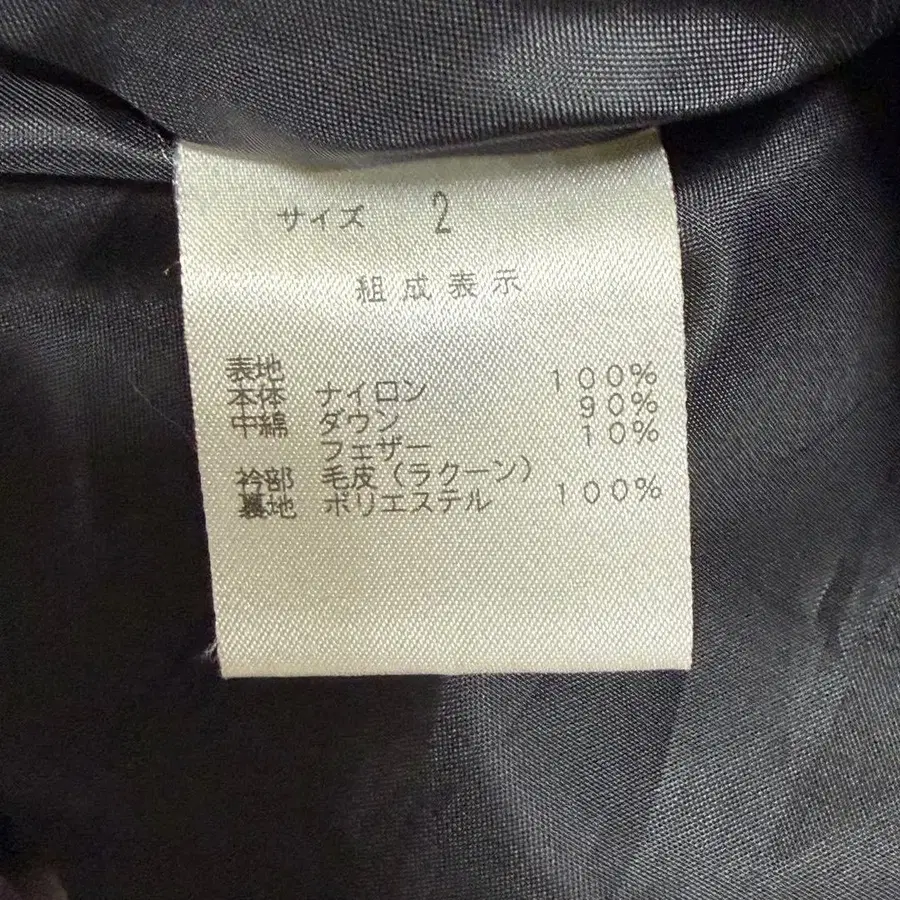 サイズ 2
組成表示
表地
本体 ナイロン 100%
中綿 ダウン 90%
フェザー 10%
衿部 毛皮(ラクーン)
裏地 ポリエステル 100%